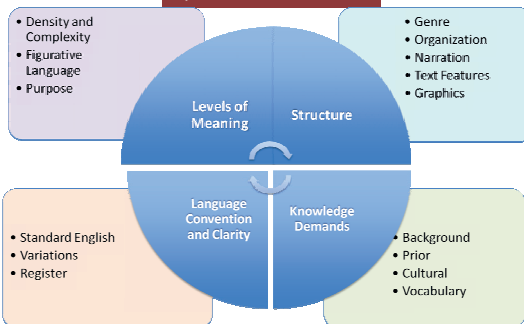 • Density and
Complexity
• Figurative
Language
• Purpose
• Genre
• Organization
• Narration
• Text Features
• Graphics
Levels of
Meaning
Structure
Language
Convention
and Clarity
Knowledge
Demands
• Standard English
• Variations
• Register
• Background
• Prior
• Cultural
• Vocabulary